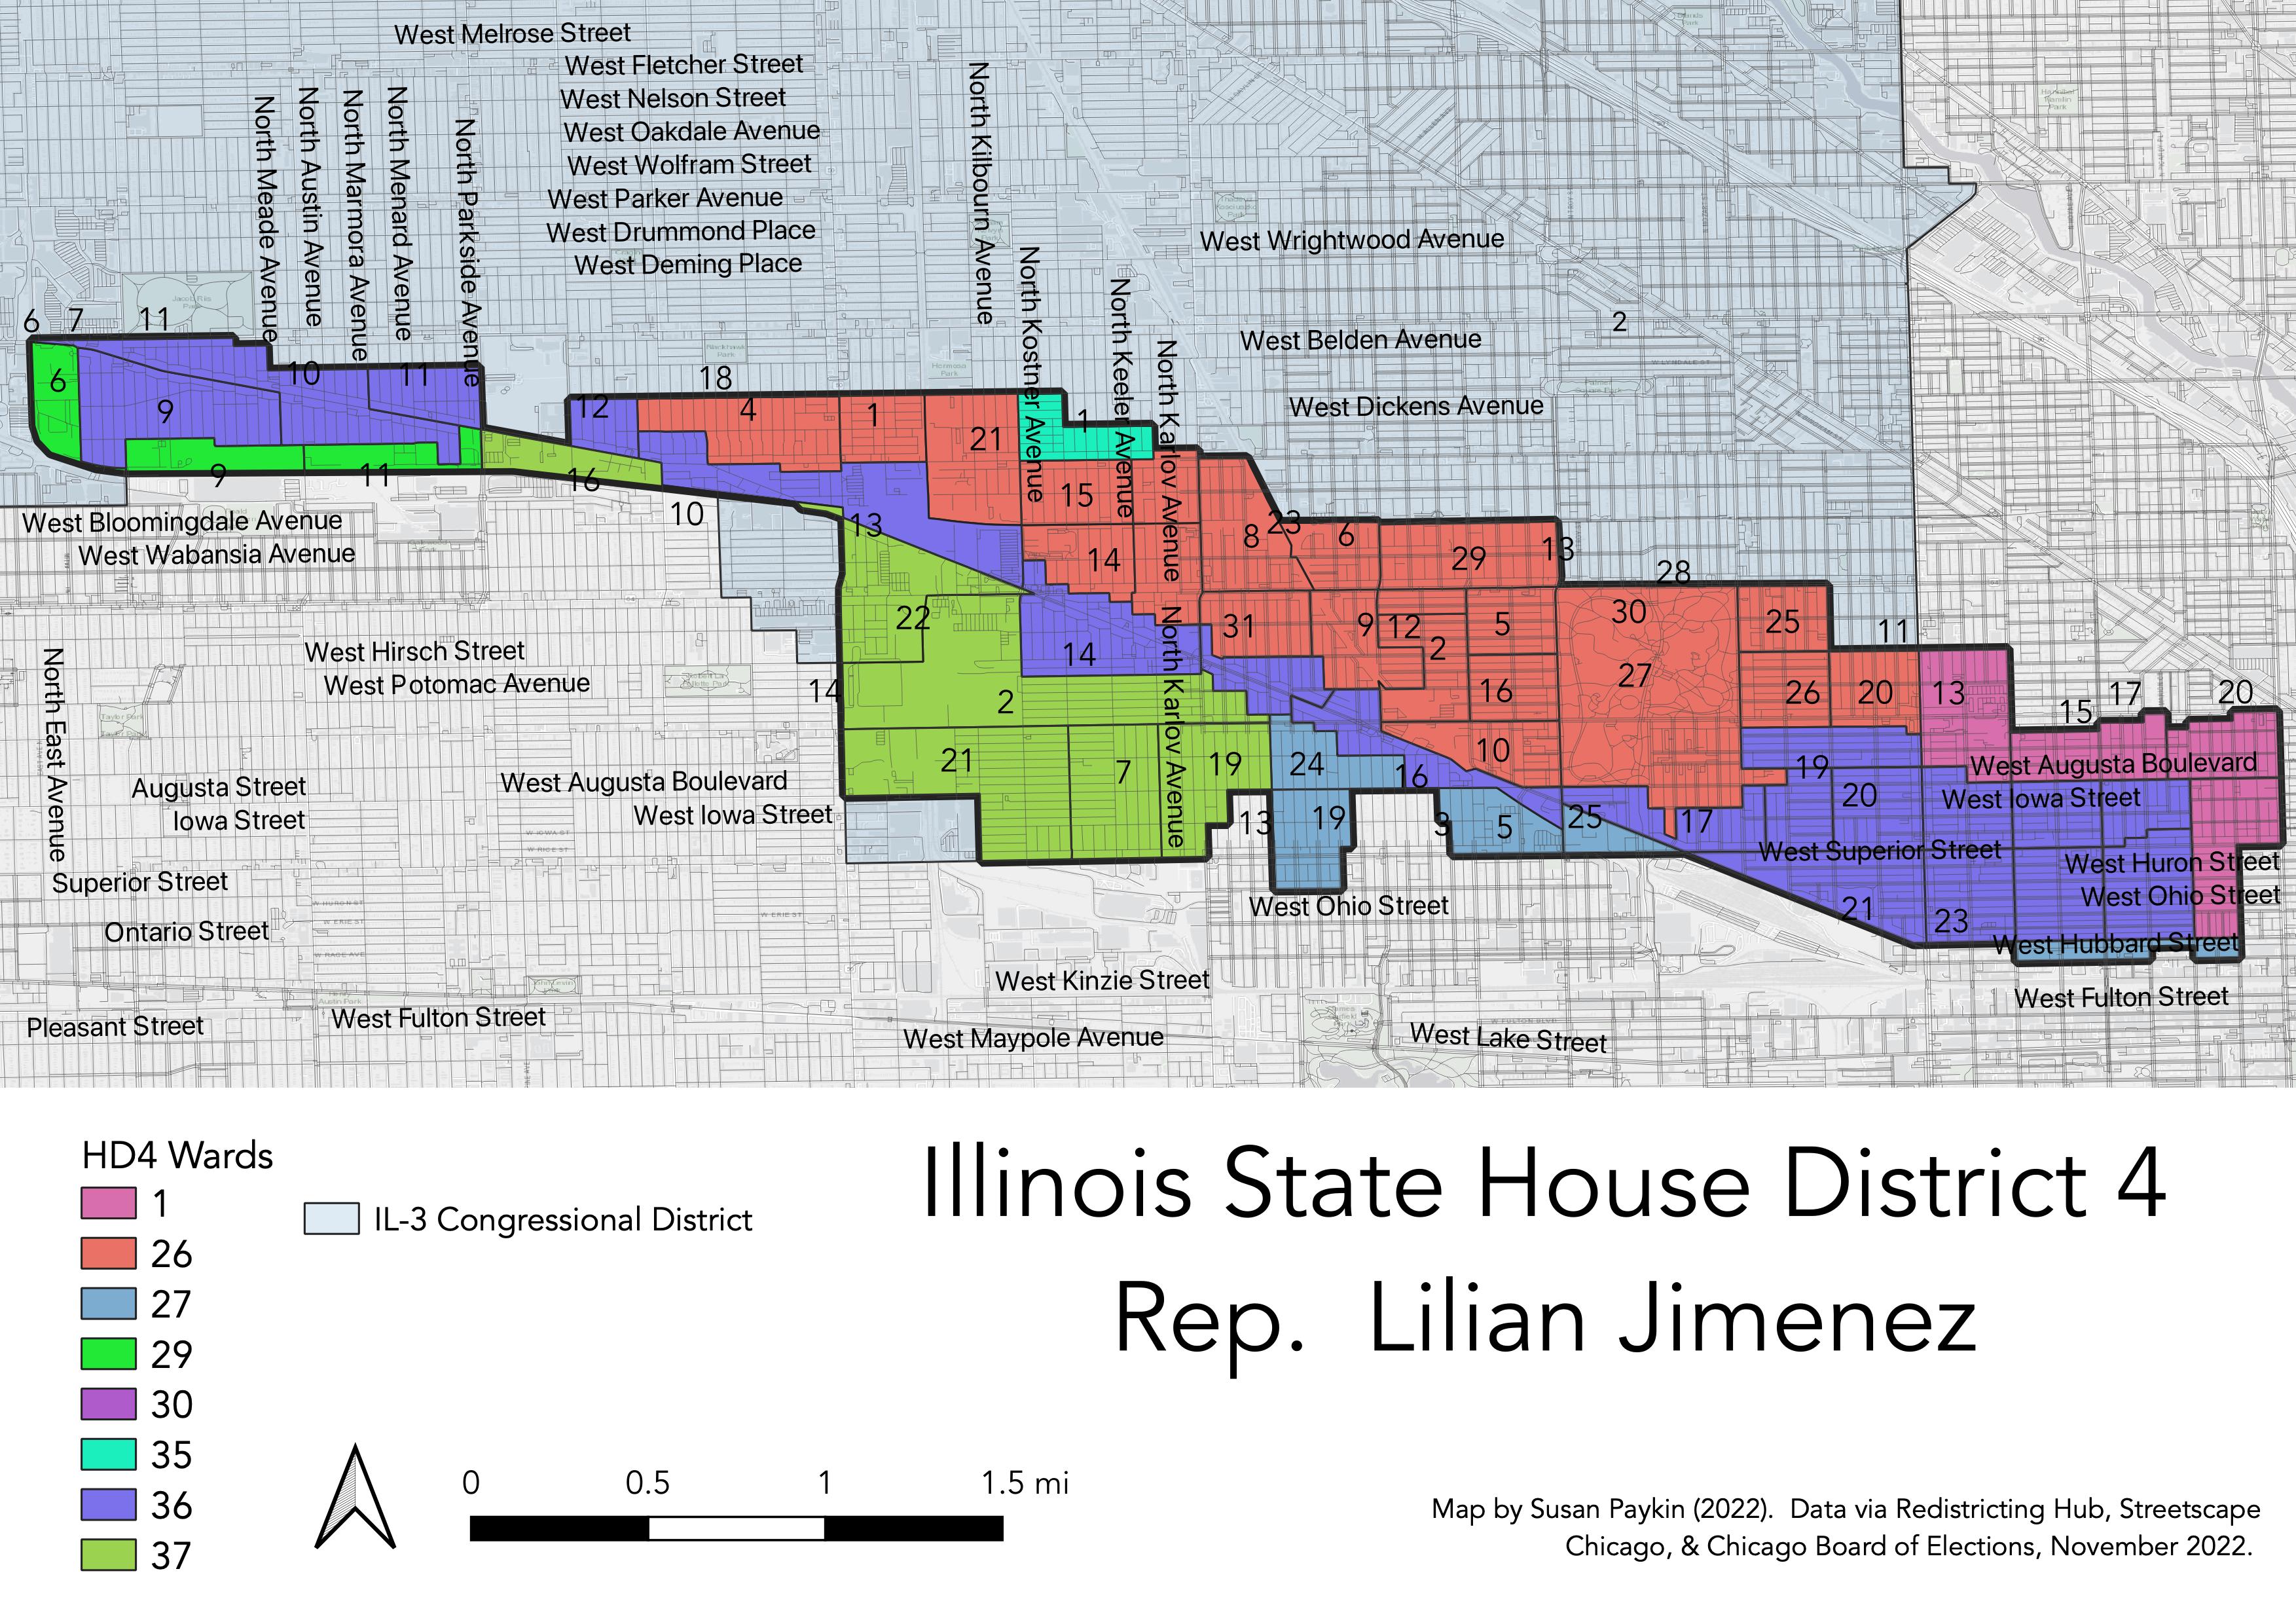 West Melrose Street
West Fletcher Street
West Nelson Street
West Oakdale Avenue
West Wolfram Street
West Parker Avenue
West Drummond Place
West Deming Place
North Meade Avenue
North Austin Avenue
North Marmora Avenue
North Menard Avenue
North Parkside Avenue
North Kilbourn Avenue
North Kostner Avenue
North Keeler Avenue
North Karlov Avenue
West Wrightwood Avenue
West Belden Avenue
West Dickens Avenue
2
6
7
11
6
9
10
11
9
11
12
18
4
1
21
1
16
10
13
15
14
8
23
6
29
13
28
West Bloomingdale Avenue
West Wabansia Avenue
22
14
31
9
12
2
5
30
25
11
West Hirsch Street
West Potomac Avenue
14
2
16
27
26
20
13
15
17
20
North East Avenue
North Karlov Avenue
21
7
19
24
16
10
19
20
Augusta Street
Iowa Street
West Augusta Boulevard
West Iowa Street
West Augusta Boulevard
West Iowa Street
13
19
3
5
25
17
West Superior Street
West Huron Street
West Ohio Street
Superior Street
Ontario Street
West Ohio Street
21
23
West Hubbard Street
West Kinzie Street
West Fulton Street
Pleasant Street
West Fulton Street
West Maypole Avenue
West Lake Street
HD4 Wards
1
26
27
29
30
35
36
37
IL-3 Congressional District
Illinois State House District 4
Rep. Lilian Jimenez
0 0.5 1 1.5 mi
Map by Susan Paykin (2022). Data via Redistricting Hub, Streetscape
Chicago, & Chicago Board of Elections, November 2022.